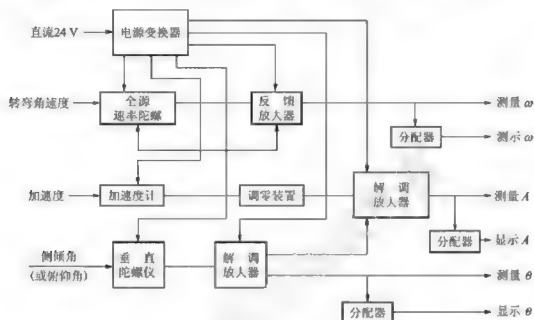 直流24 V
电源变换器
转弯角速度
全源
速率陀螺
反馈
放大器
测量 ω
分配器
测示 ω
加速度
加速度计
调零装置
解调
放大器
测量 A
分配器
显示 A
侧倾角
(或俯仰角)
垂直
陀螺仪
解调
放大器
测量 θ
分配器
显示 θ